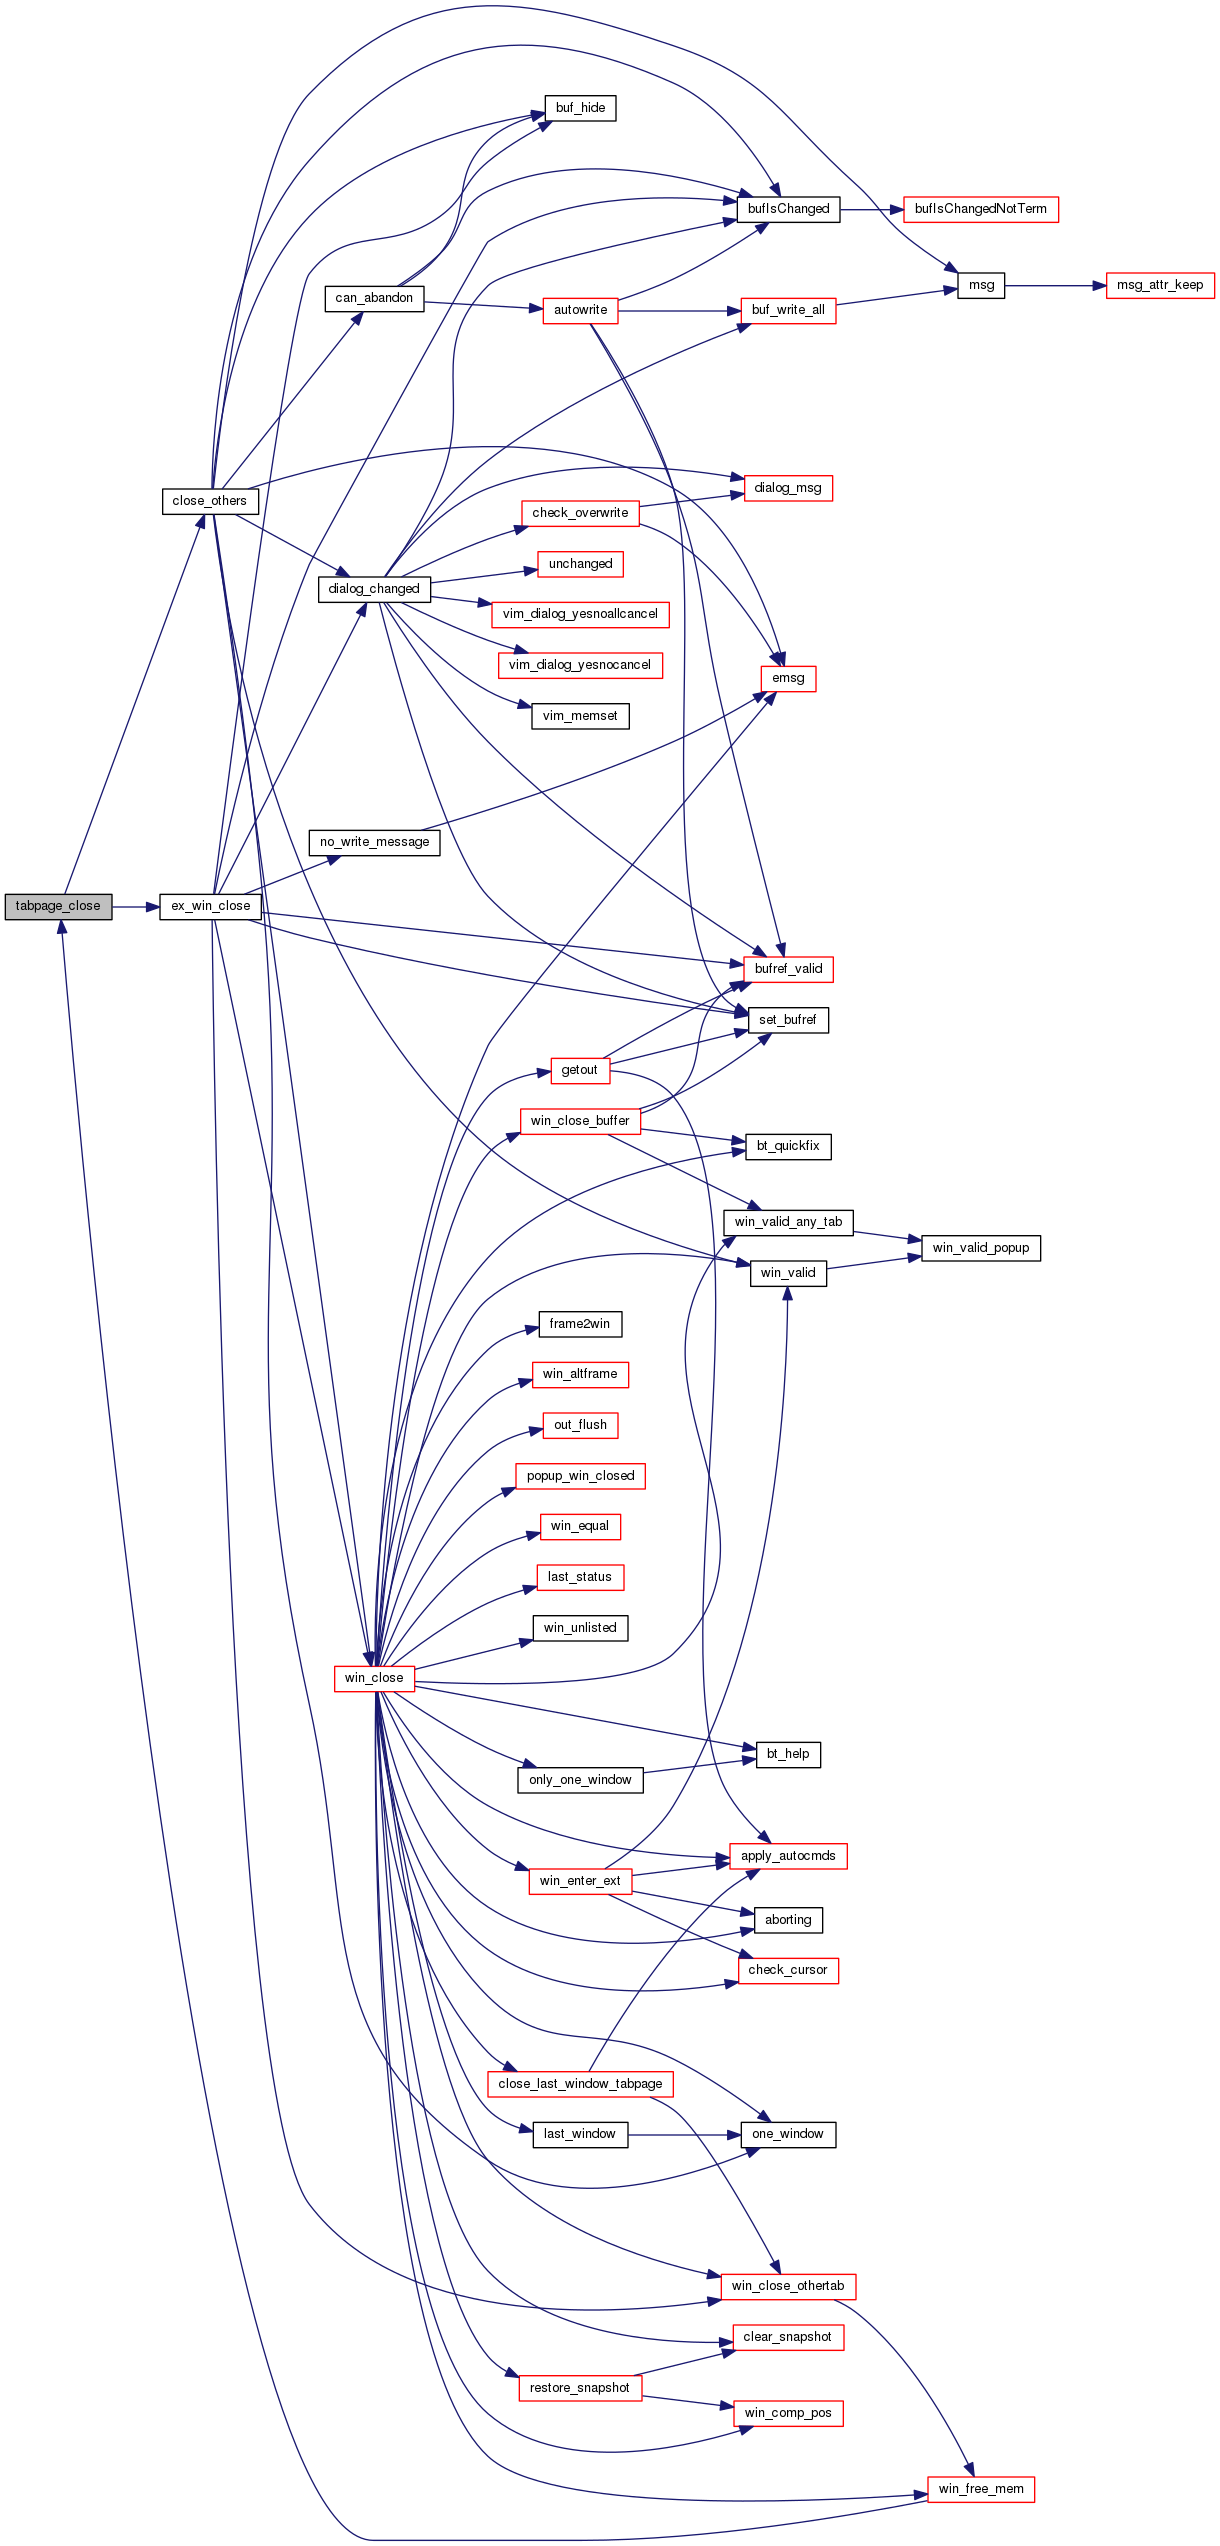 buf_hide
bufIsChanged
bufIsChangedNotTerm
msg
msg_attr_keep
can_abandon
autowrite
buf_write_all
close_others
dialog_msg
check_overwrite
unchanged
dialog_changed
vim_dialog_yesnoallcancel
vim_dialog_yesnocancel
emsg
vim_memset
no_write_message
tabpage_close
ex_win_close
bufref_valid
set_bufref
getout
win_close_buffer
bt_quickfix
win_valid_any_tab
win_valid_popup
win_valid
frame2win
win_altframe
out_flush
popup_win_closed
win_equal
last_status
win_unlisted
win_close
bt_help
only_one_window
apply_autocmds
win_enter_ext
aborting
check_cursor
close_last_window_tabpage
last_window
one_window
win_close_othertab
clear_snapshot
restore_snapshot
win_comp_pos
win_free_mem